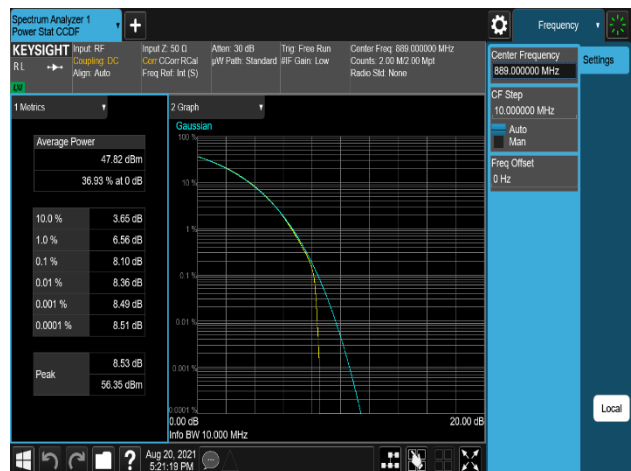 Spectrum Analyzer 1
Power Stat CCDF
Frequency
KEYSIGHT
RL
LXI
Input: RF
Coupling: DC
Align: Auto
Input Z: 50 Ω
Corr CCorr RCal
Freq Ref: Int (S)
Atten: 30 dB
µW Path: Standard
Trig: Free Run
#IF Gain: Low
Center Freq: 889.000000 MHz
Counts: 2.00 M/2.00 Mpt
Radio Std: None
Center Frequency
889.000000 MHz
Settings
CF Step
10.000000 MHz
Auto
Man
Freq Offset
0 Hz
1 Metrics
Average Power
47.82 dBm
36.93 % at 0 dB
10.0 % 3.65 dB
1.0 % 6.56 dB
0.1 % 8.10 dB
0.01 % 8.36 dB
0.001 % 8.49 dB
0.0001 % 8.51 dB
Peak
8.53 dB
56.35 dBm
2 Graph
Gaussian
100 %
10 %
1 %
0.1 %
0.01 %
0.001 %
0.0001 %
0.00 dB 20.00 dB
Info BW 10.000 MHz
Local
?
Aug 20, 2021
5:21:19 PM